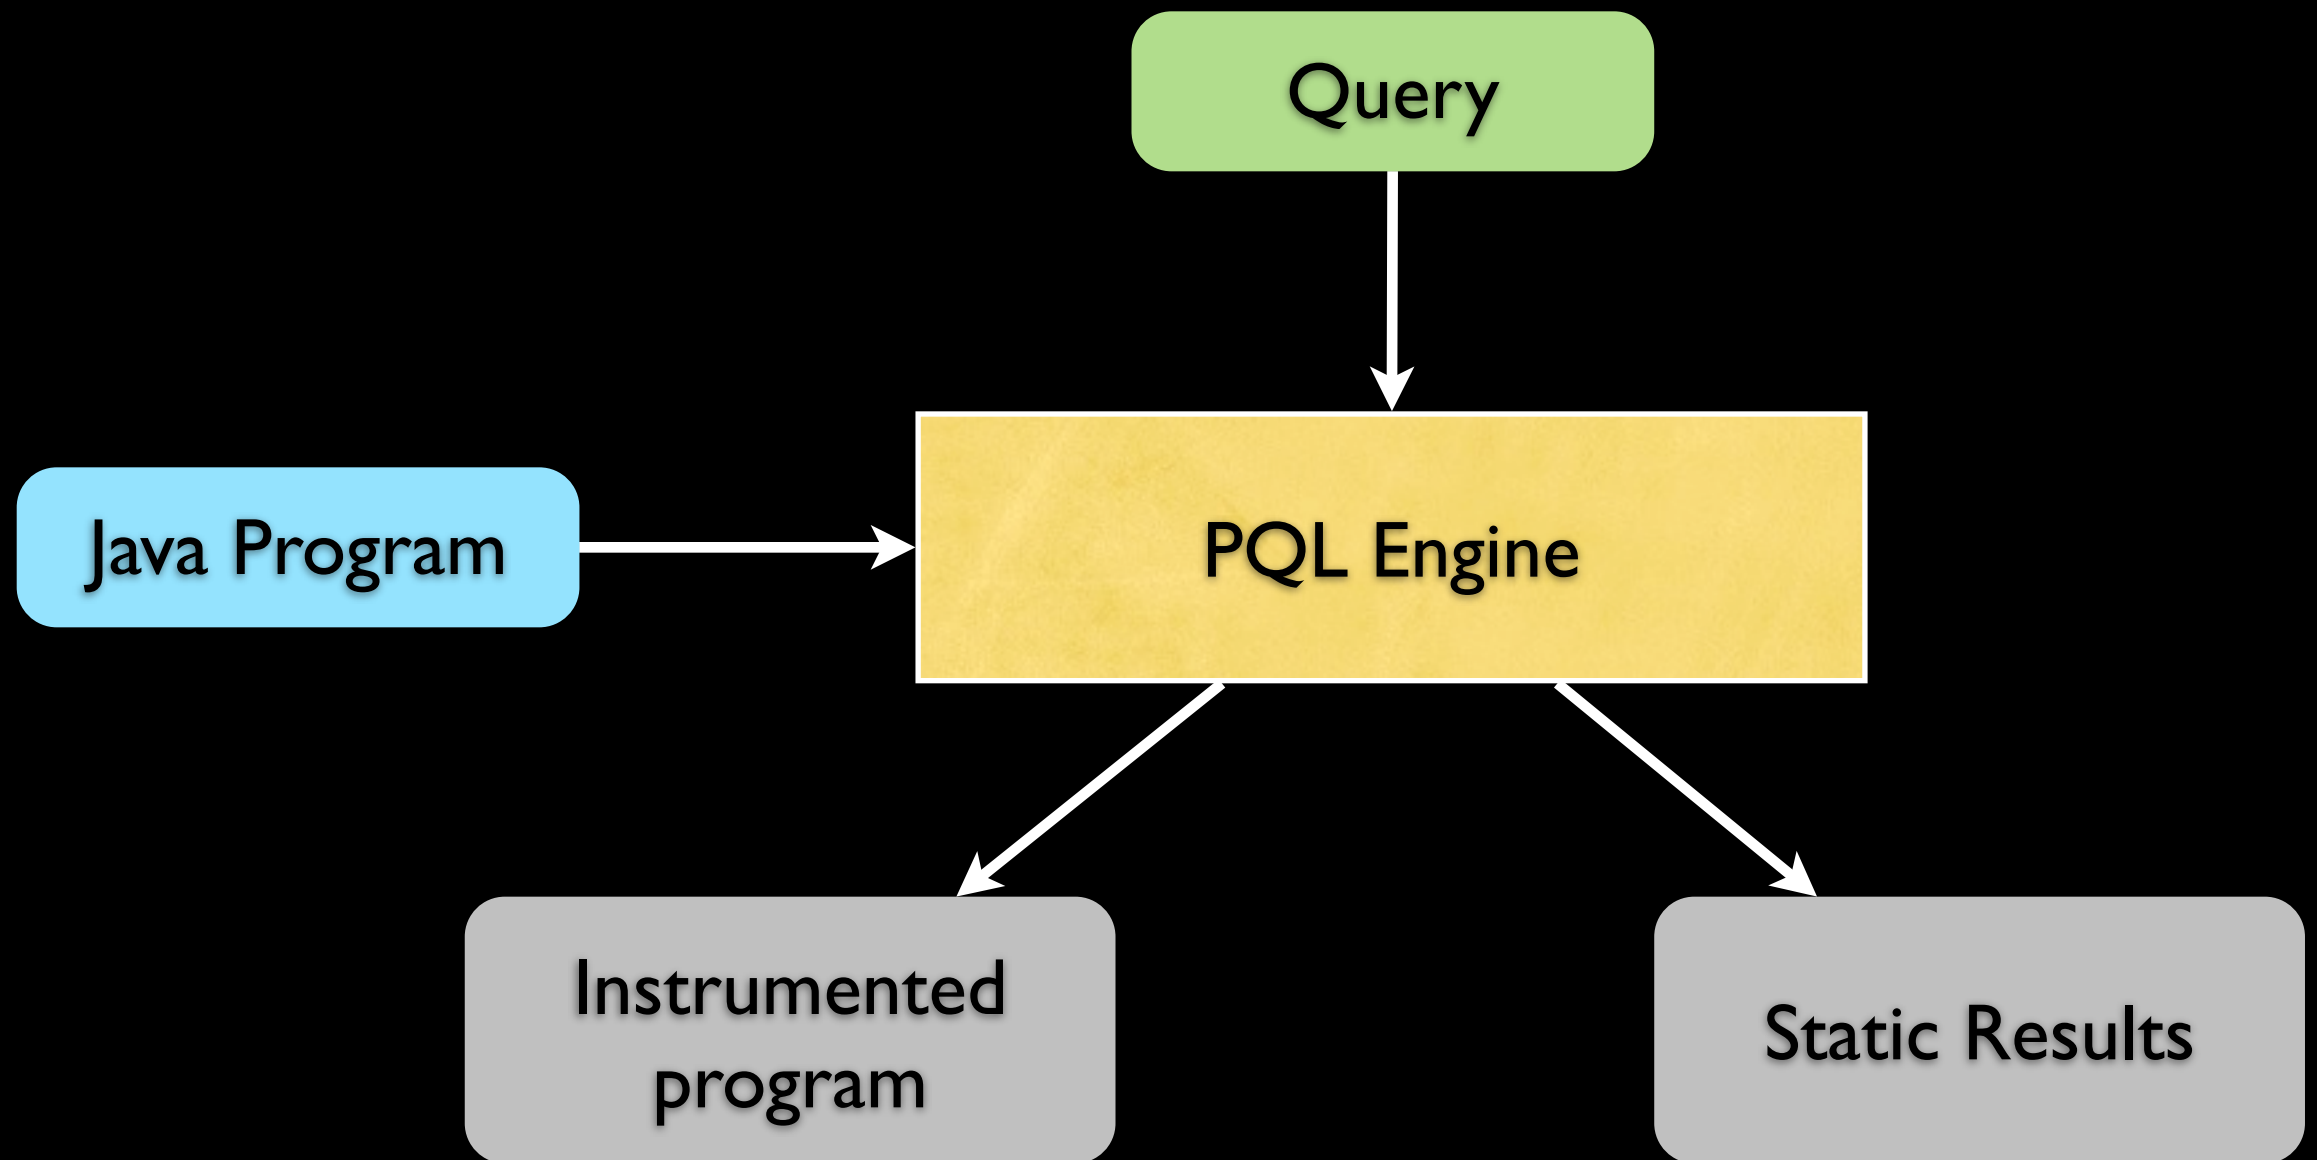 Query
Java Program
PQL Engine
Instrumented
program
Static Results